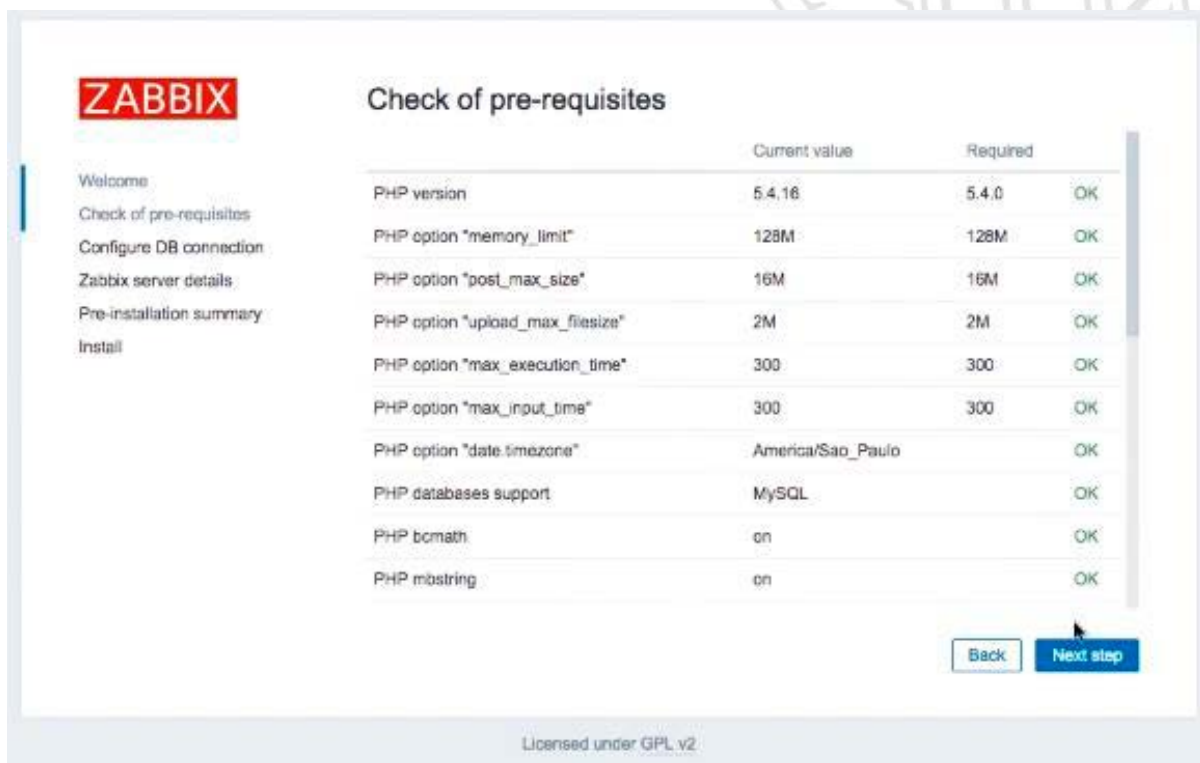 ZABBIX
Check of pre-requisites
Current value Required
Welcome
Check of pre-requisites
Configure DB connection
Zabbix server details
Pre-installation summary
Install
PHP version 5.4.16 5.4.0 OK
PHP option "memory_limit" 128M 128M OK
PHP option "post_max_size" 16M 16M OK
PHP option "upload_max_filesize" 2M 2M OK
PHP option "max_execution_time" 300 300 OK
PHP option "max_input_time" 300 300 OK
PHP option "date.timezone" America/Sao_Paulo OK
PHP databases support MySQL OK
PHP bcmath on OK
PHP mbstring on OK
Back Next step
Licensed under GPL v2